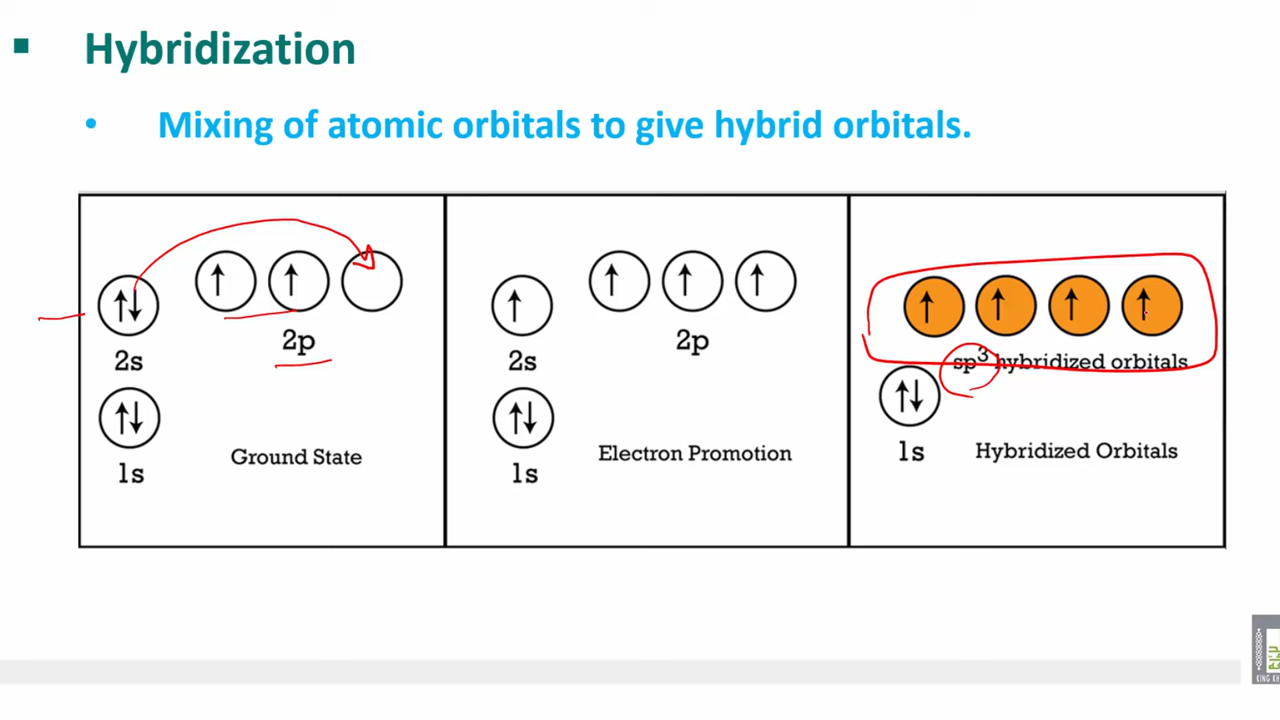 Hybridization
Mixing of atomic orbitals to give hybrid orbitals.
2s
2p
1s
Ground State
2s
2p
1s
Electron Promotion
sp³ hybridized orbitals
1s
Hybridized Orbitals